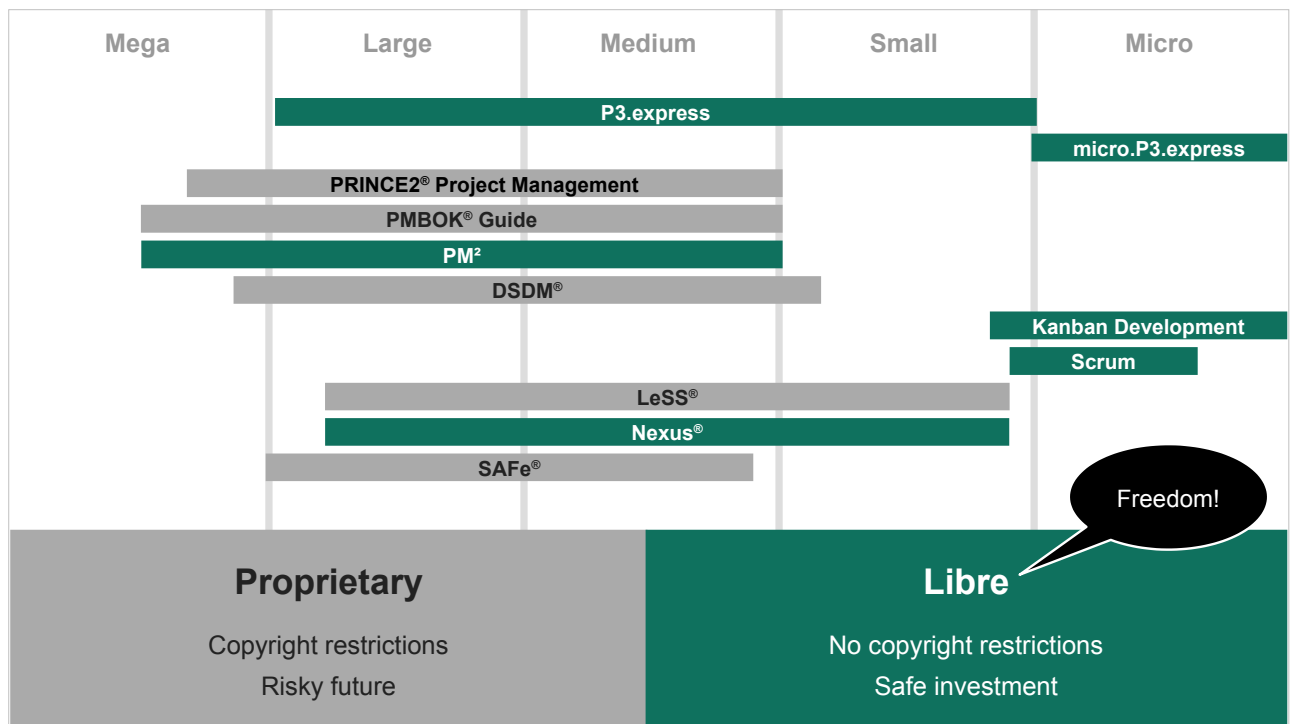 Mega Large Medium Small Micro
P3.express
micro.P3.express
PRINCE2® Project Management
PMBOK® Guide
PM²
DSDM®
Kanban Development
Scrum
LeSS®
Nexus®
SAFe®
Freedom!
Proprietary
Copyright restrictions
Risky future
Libre
No copyright restrictions
Safe investment